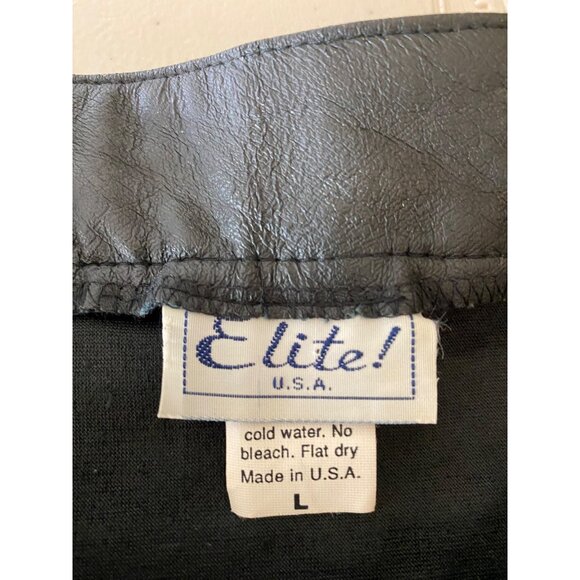 Elite!
U.S.A.
cold water. No
bleach. Flat dry
Made in U.S.A.
L